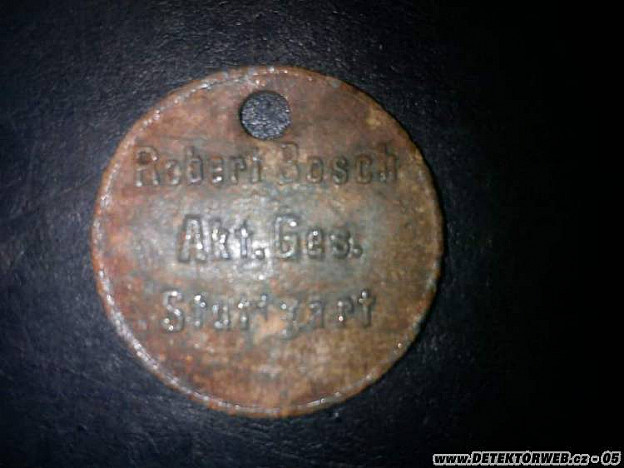 Robert Bosch
Akt. Ges.
Stuttgart
www.DETEKTORWEB.cz - 05